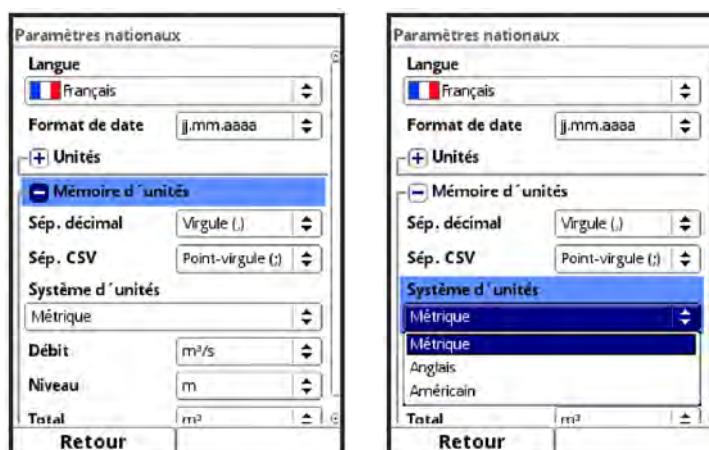 Paramètres nationaux
Langue
Français
Format de date jj.mm.aaaa
+ Unités
- Mémoire d´unités
Sép. décimal Virgule (,)
Sép. CSV Point-virgule (;)
Système d´unités
Métrique
Débit m³/s
Niveau m
Total m³
Retour
Paramètres nationaux
Langue
Français
Format de date jj.mm.aaaa
+ Unités
- Mémoire d´unités
Sép. décimal Virgule (,)
Sép. CSV Point-virgule (;)
Système d´unités
Métrique
Métrique
Anglais
Américain
Total m³
Retour